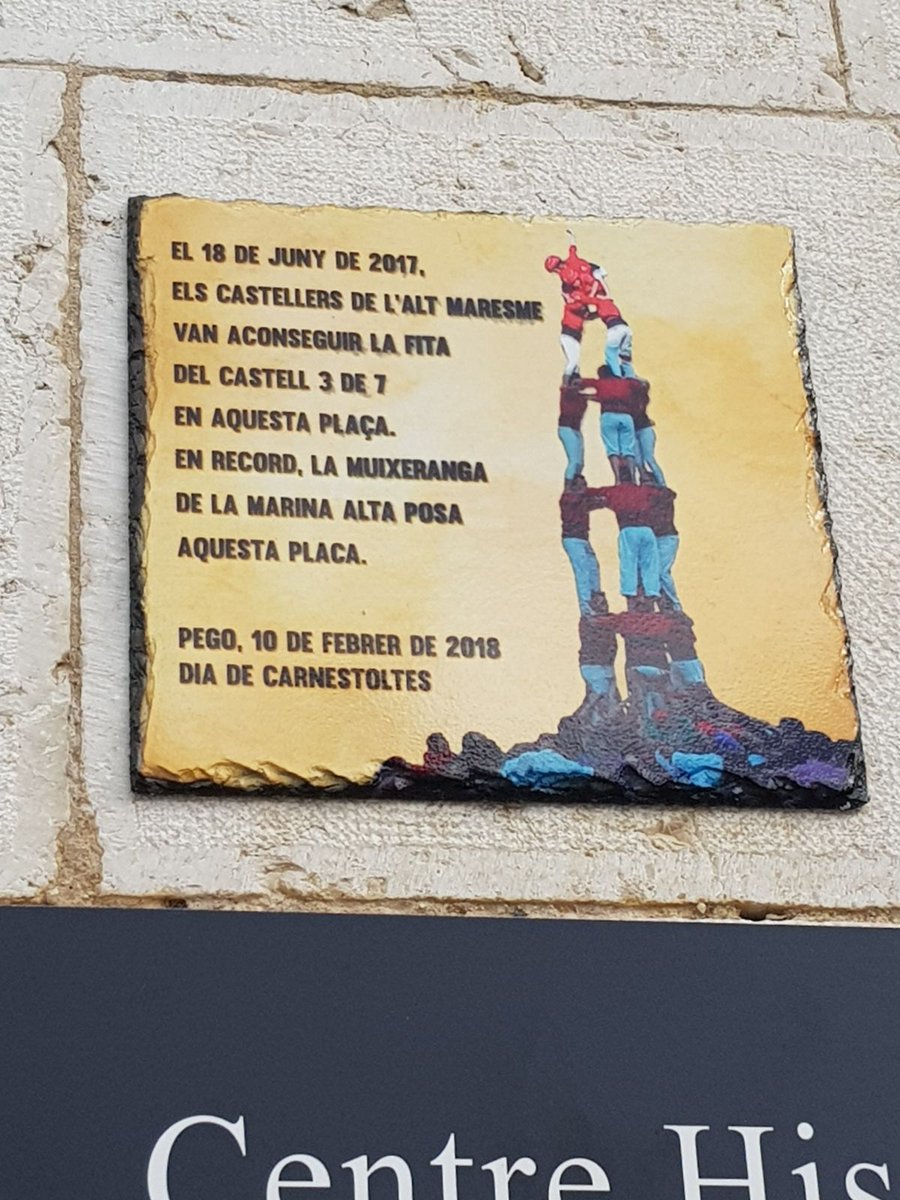 EL 18 DE JUNY DE 2017,
ELS CASTELLERS DE L'ALT MARESME
VAN ACONSEGUIR LA FITA
DEL CASTELL 3 DE 7
EN AQUESTA PLAÇA.
EN RECORD, LA MUIXERANGA
DE LA MARINA ALTA POSA
AQUESTA PLACA.
PEGO, 10 DE FEBRER DE 2018
DIA DE CARNESTOLTES
Centre His